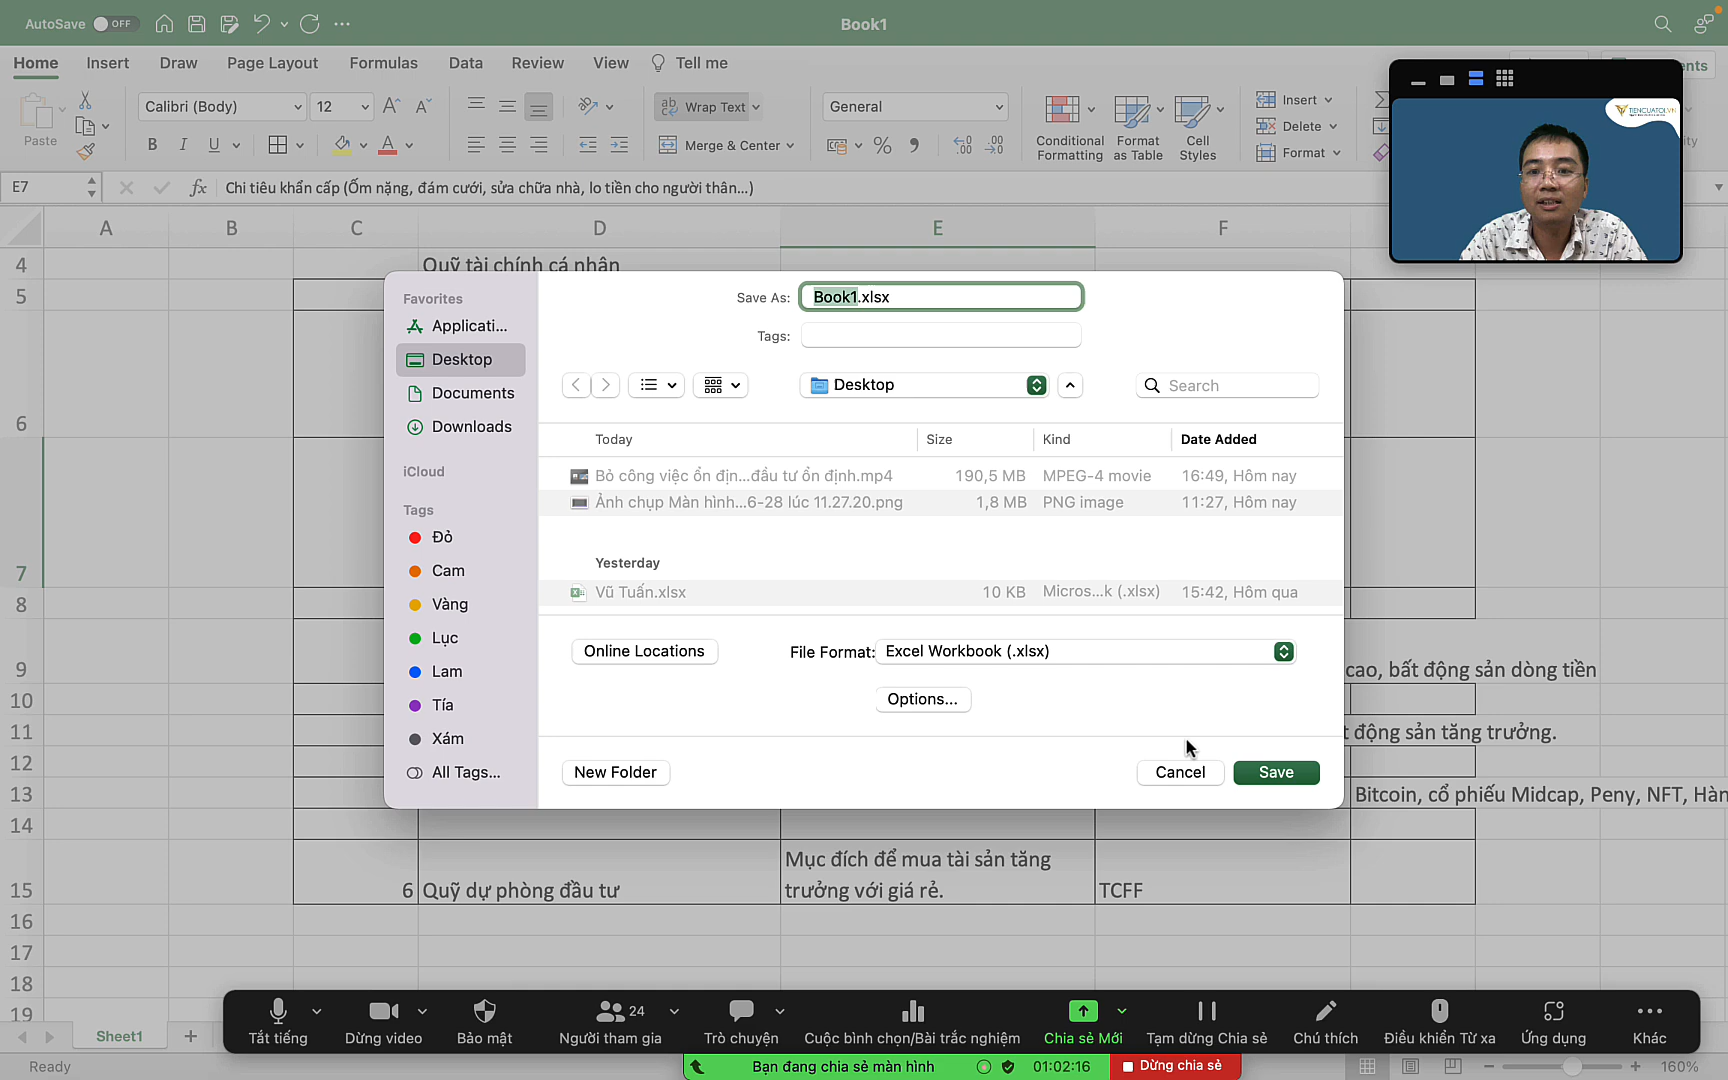 AutoSave OFF
Book1
Home Insert Draw Page Layout Formulas Data Review View Tell me
Paste
Calibri (Body) 12
Wrap Text
Merge & Center
General
Conditional Formatting
Format as Table
Cell Styles
Insert
Delete
Format
TIENCUATOI.VN
E7 fx Chi tiêu khẩn cấp (Ốm nặng, đám cưới, sửa chữa nhà, lo tiền cho người thân...)
A B C D E F
4 Quỹ tài chính cá nhân
5
6
7
8
9 cao, bất động sản dòng tiền
10
11 t động sản tăng trưởng.
12
13 Bitcoin, cổ phiếu Midcap, Peny, NFT, Hàn
14
Mục đích để mua tài sản tăng
15 6 Quỹ dự phòng đầu tư trưởng với giá rẻ. TCFF
16
17
18
19
Favorites
Applicati...
Desktop
Documents
Downloads
iCloud
Tags
Đỏ
Cam
Vàng
Lục
Lam
Tía
Xám
All Tags...
Save As: Book1.xlsx
Tags:
Desktop
Search
Today Size Kind Date Added
Bỏ công việc ổn địn...đầu tư ổn định.mp4 190,5 MB MPEG-4 movie 16:49, Hôm nay
Ảnh chụp Màn hình...6-28 lúc 11.27.20.png 1,8 MB PNG image 11:27, Hôm nay
Yesterday
Vũ Tuấn.xlsx 10 KB Micros...k (.xlsx) 15:42, Hôm qua
Online Locations
File Format: Excel Workbook (.xlsx)
Options...
New Folder Cancel Save
Sheet1
Tắt tiếng
Dừng video
Bảo mật
24
Người tham gia
Trò chuyện
Cuộc bình chọn/Bài trắc nghiệm
Chia sẻ Mới
Tạm dừng Chia sẻ
Chú thích
Điều khiển Từ xa
Ứng dụng
Khác
Ready
Bạn đang chia sẻ màn hình 01:02:16 Dừng chia sẻ
160%